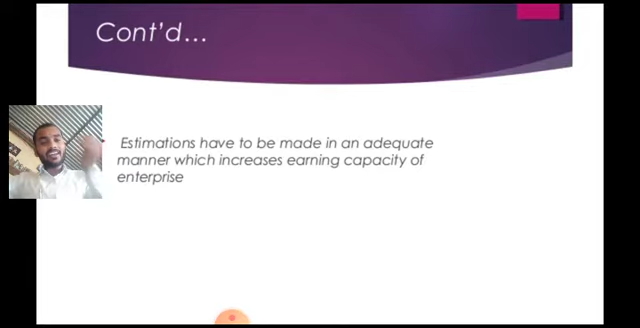 Cont'd...
Estimations have to be made in an adequate
manner which increases earning capacity of
enterprise